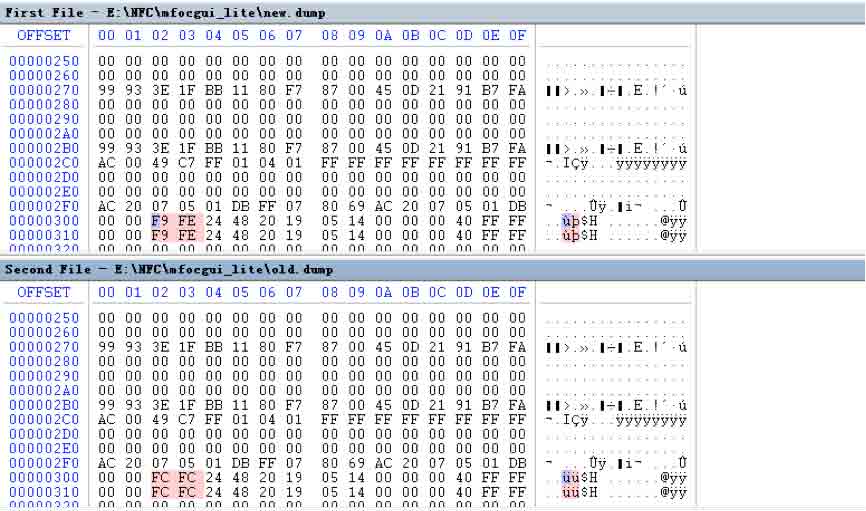 First File - E:\NFC\mfocgui_lite\new.dump
OFFSET 00 01 02 03 04 05 06 07 08 09 0A 0B 0C 0D 0E 0F
00000250 00 00 00 00 00 00 00 00 00 00 00 00 00 00 00 00 ................
00000260 00 00 00 00 00 00 00 00 00 00 00 00 00 00 00 00 ................
00000270 99 93 3E 1F BB 11 80 F7 87 00 45 0D 21 91 B7 FA
00000280 00 00 00 00 00 00 00 00 00 00 00 00 00 00 00 00 ................
00000290 00 00 00 00 00 00 00 00 00 00 00 00 00 00 00 00 ................
000002A0 00 00 00 00 00 00 00 00 00 00 00 00 00 00 00 00 ................
000002B0 99 93 3E 1F BB 11 80 F7 87 00 45 0D 21 91 B7 FA
000002C0 AC 00 49 C7 FF 01 04 01 FF FF FF FF FF FF FF FF ¬.IÇÿ...ÿÿÿÿÿÿÿÿ
000002D0 00 00 00 00 00 00 00 00 00 00 00 00 00 00 00 00 ................
000002E0 00 00 00 00 00 00 00 00 00 00 00 00 00 00 00 00 ................
000002F0 AC 20 07 05 01 DB FF 07 80 69 AC 20 07 05 01 DB
00000300 00 00 F9 FE 24 48 20 19 05 14 00 00 00 40 FF FF ..ùþ$H ......@ÿÿ
00000310 00 00 F9 FE 24 48 20 19 05 14 00 00 00 40 FF FF ..ùþ$H ......@ÿÿ
Second File - E:\NFC\mfocgui_lite\old.dump
OFFSET 00 01 02 03 04 05 06 07 08 09 0A 0B 0C 0D 0E 0F
00000250 00 00 00 00 00 00 00 00 00 00 00 00 00 00 00 00 ................
00000260 00 00 00 00 00 00 00 00 00 00 00 00 00 00 00 00 ................
00000270 99 93 3E 1F BB 11 80 F7 87 00 45 0D 21 91 B7 FA
00000280 00 00 00 00 00 00 00 00 00 00 00 00 00 00 00 00 ................
00000290 00 00 00 00 00 00 00 00 00 00 00 00 00 00 00 00 ................
000002A0 00 00 00 00 00 00 00 00 00 00 00 00 00 00 00 00 ................
000002B0 99 93 3E 1F BB 11 80 F7 87 00 45 0D 21 91 B7 FA
000002C0 AC 00 49 C7 FF 01 04 01 FF FF FF FF FF FF FF FF ¬.IÇÿ...ÿÿÿÿÿÿÿÿ
000002D0 00 00 00 00 00 00 00 00 00 00 00 00 00 00 00 00 ................
000002E0 00 00 00 00 00 00 00 00 00 00 00 00 00 00 00 00 ................
000002F0 AC 20 07 05 01 DB FF 07 80 69 AC 20 07 05 01 DB
00000300 00 00 FC FC 24 48 20 19 05 14 00 00 00 40 FF FF ..üü$H ......@ÿÿ
00000310 00 00 FC FC 24 48 20 19 05 14 00 00 00 40 FF FF ..üü$H ......@ÿÿ